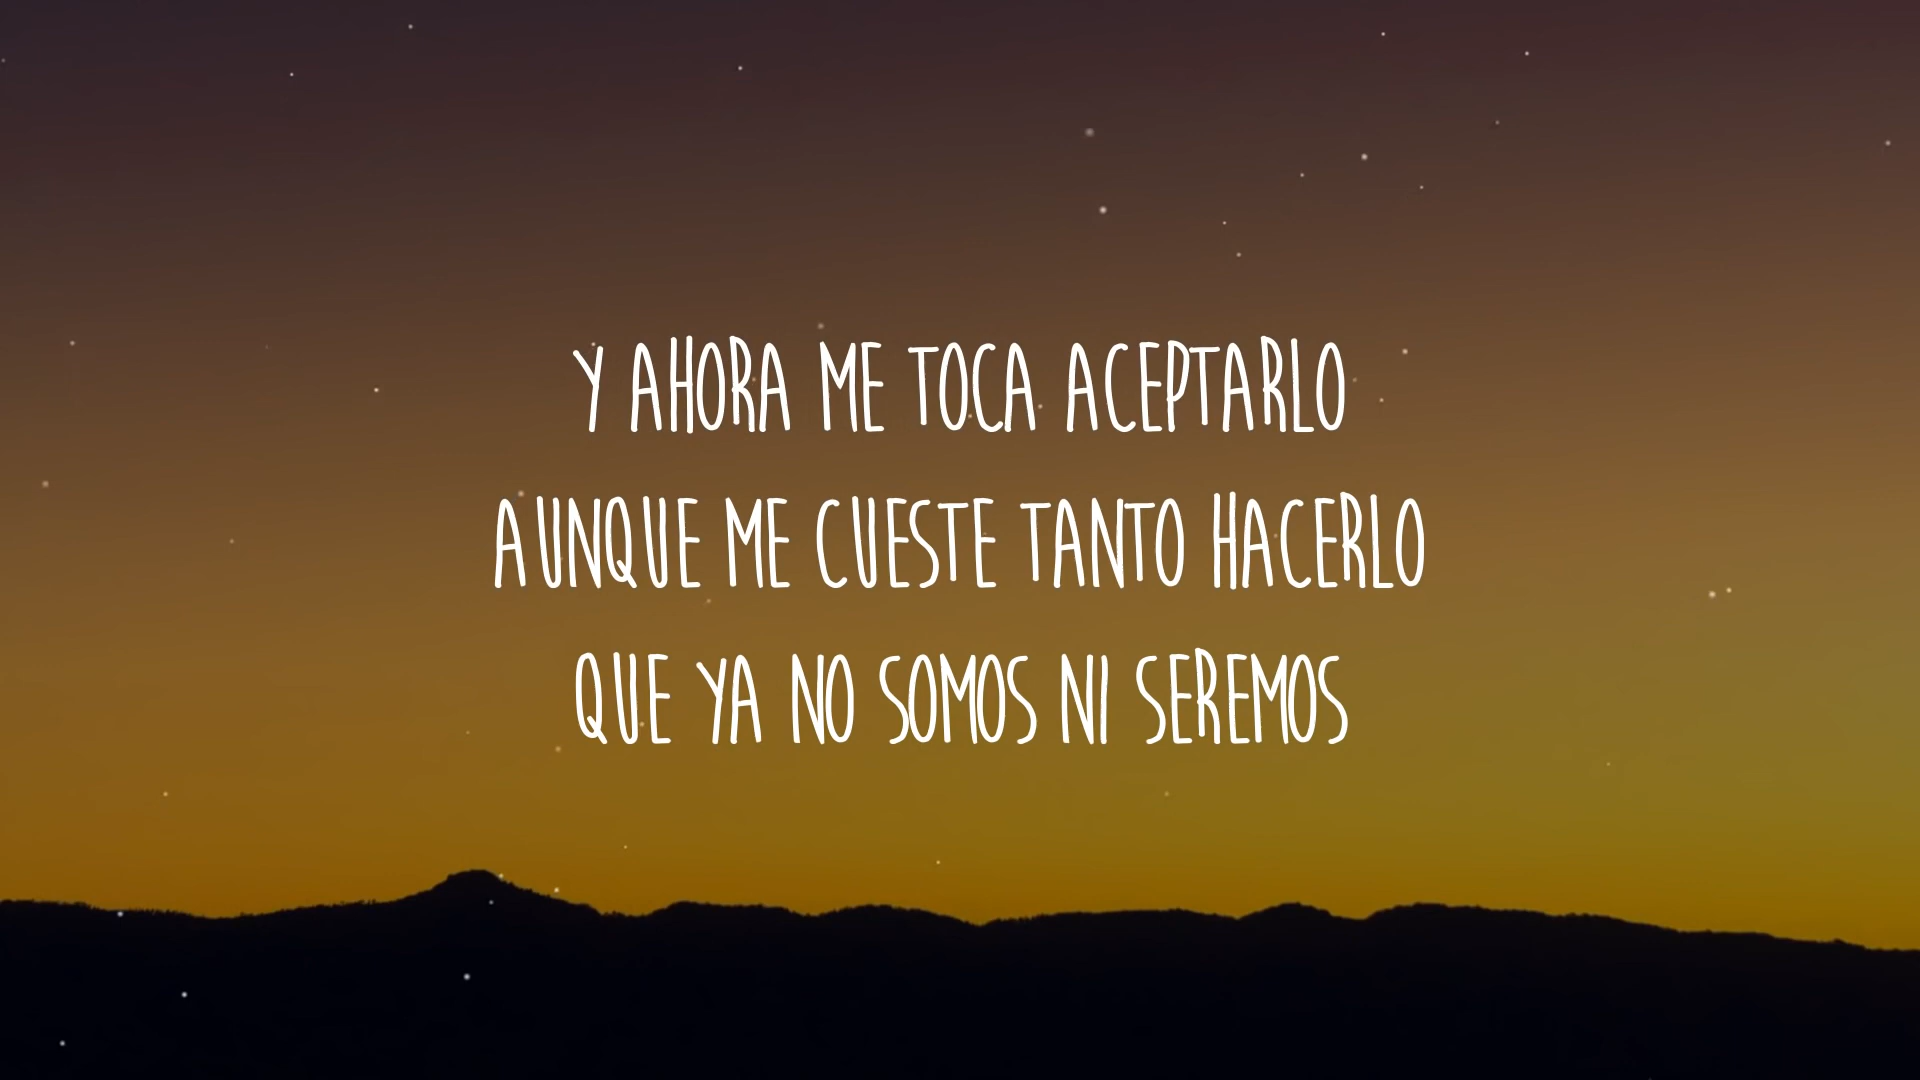 Y AHORA ME TOCA ACEPTARLO
AUNQUE ME CUESTE TANTO HACERLO
QUE YA NO SOMOS NI SEREMOS